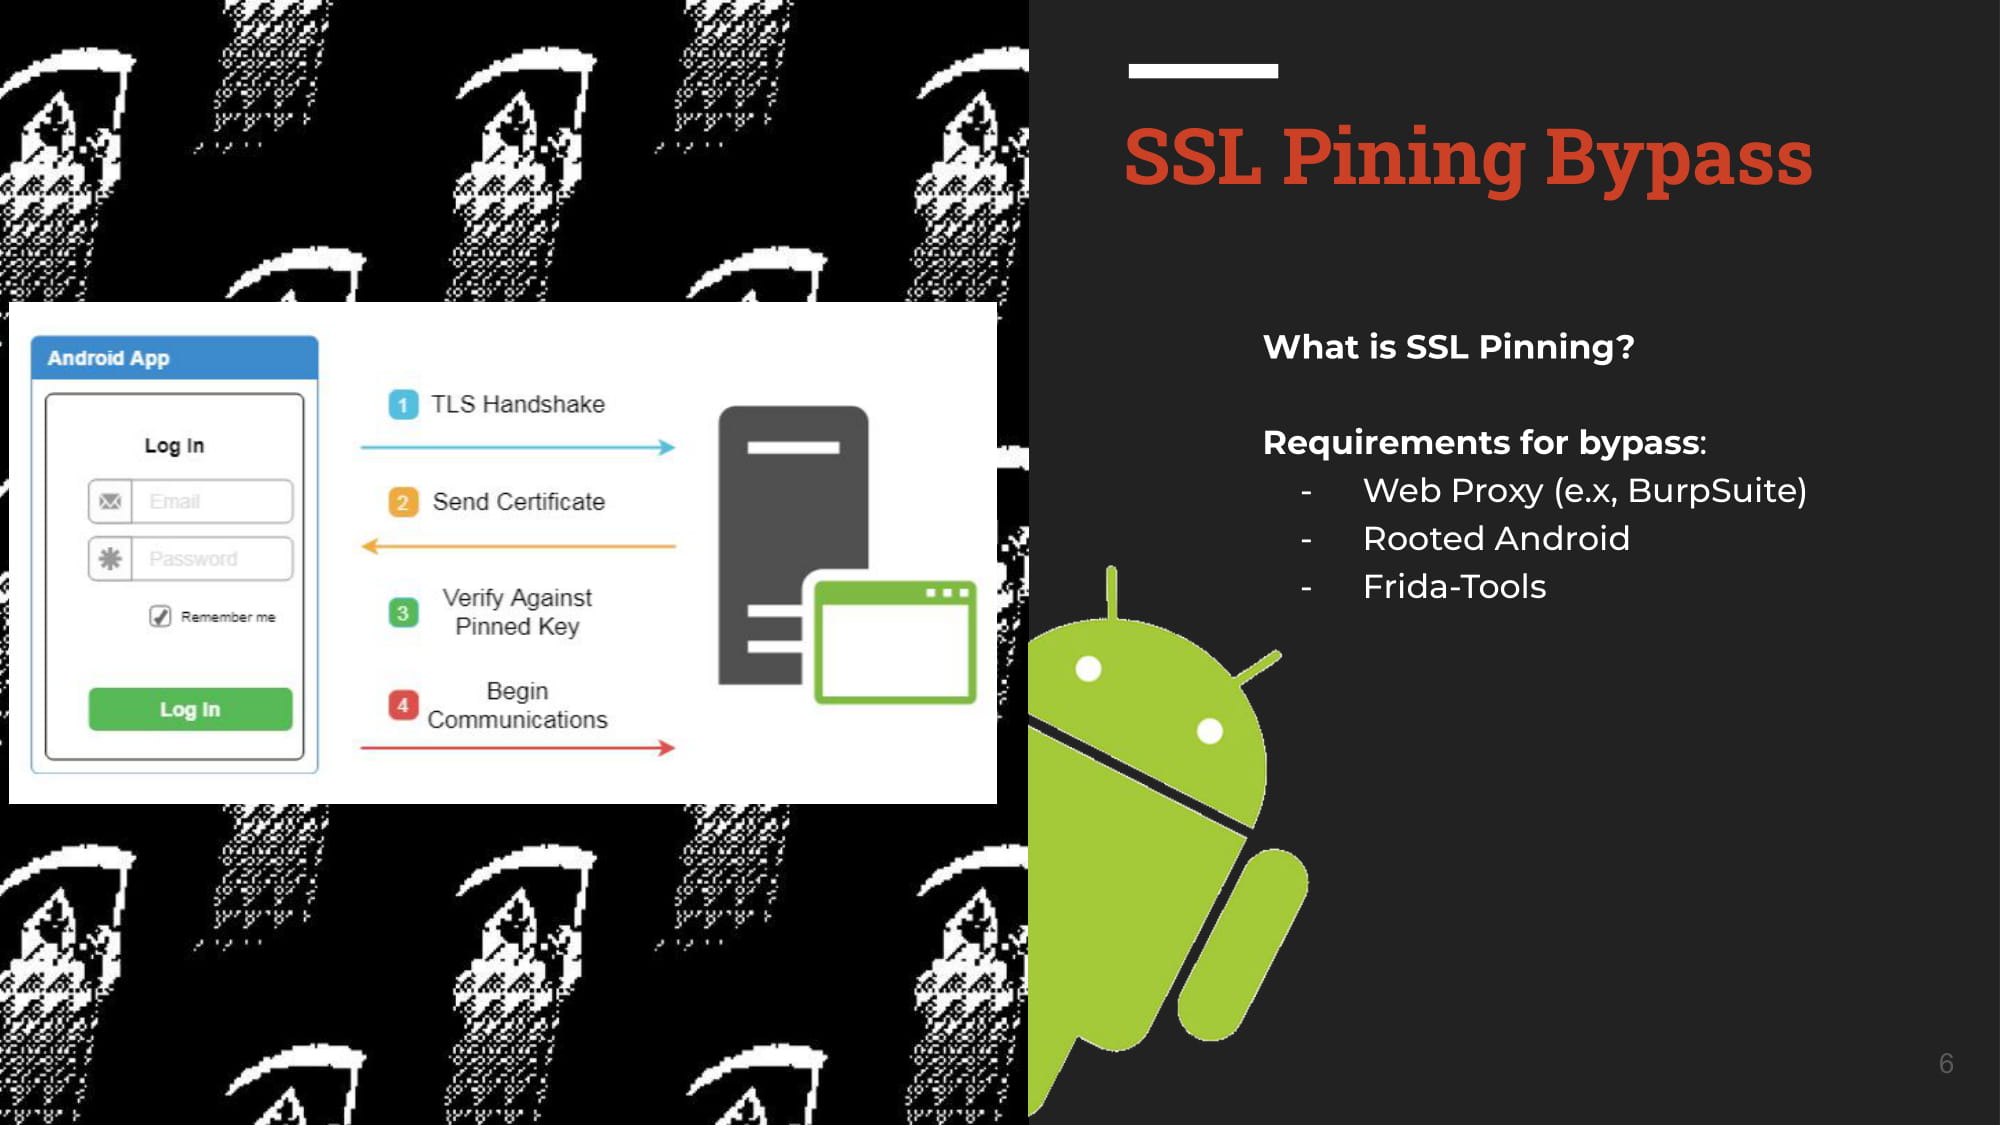 SSL Pining Bypass
Android App
Log In
Email
Password
Remember me
Log In
1 TLS Handshake
2 Send Certificate
3 Verify Against
Pinned Key
4 Begin
Communications
What is SSL Pinning?
Requirements for bypass:
- Web Proxy (e.x, BurpSuite)
- Rooted Android
- Frida-Tools
6